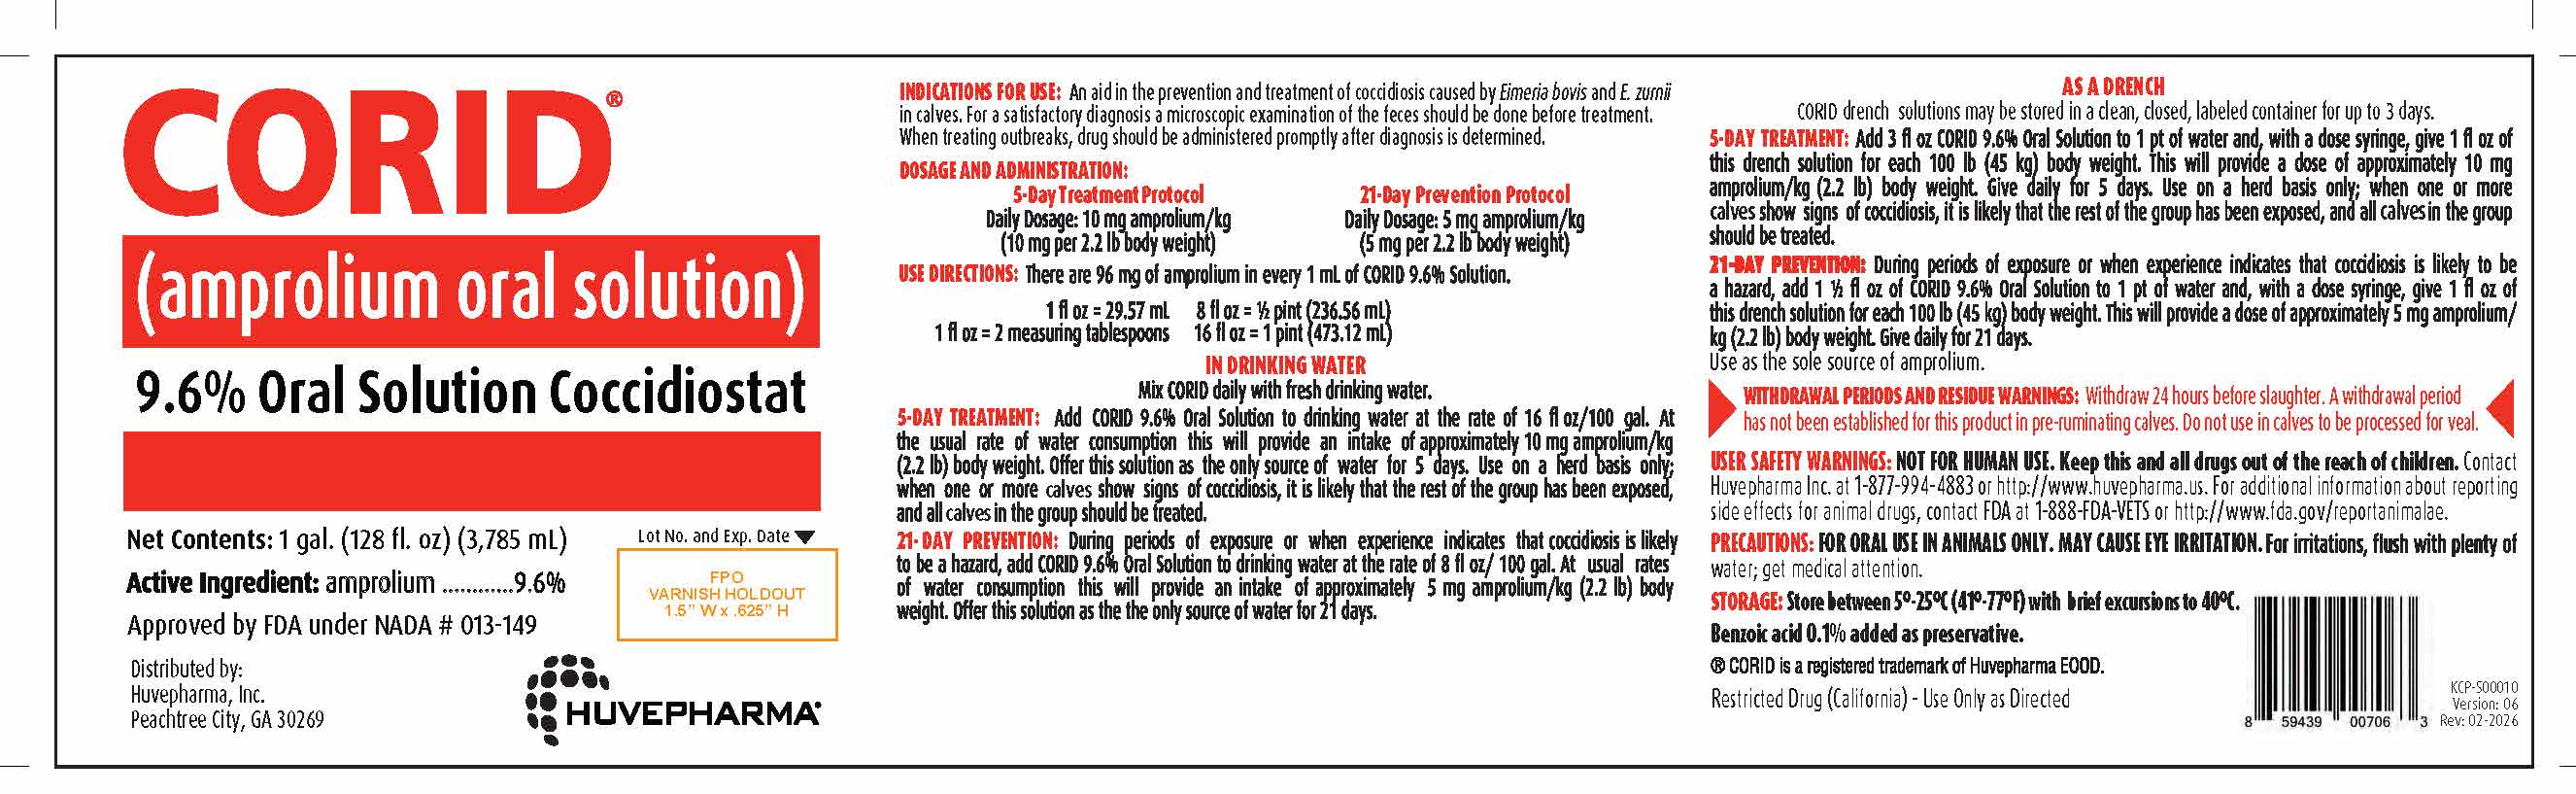 CORID®
(amprolium oral solution)
9.6% Oral Solution Coccidiostat
Net Contents: 1 gal. (128 fl. oz) (3,785 mL)
Active Ingredient: amprolium ............9.6%
Approved by FDA under NADA # 013-149
Lot No. and Exp. Date ▼
FPO
VARNISH HOLDOUT
1.5" W x .625" H
Distributed by:
Huvepharma, Inc.
Peachtree City, GA 30269
HUVEPHARMA
INDICATIONS FOR USE: An aid in the prevention and treatment of coccidiosis caused by Eimeria bovis and E. zurnii
in calves. For a satisfactory diagnosis a microscopic examination of the feces should be done before treatment.
When treating outbreaks, drug should be administered promptly after diagnosis is determined.
DOSAGE AND ADMINISTRATION:
5-Day Treatment Protocol
Daily Dosage: 10 mg amprolium/kg
(10 mg per 2.2 lb body weight)
21-Day Prevention Protocol
Daily Dosage: 5 mg amprolium/kg
(5 mg per 2.2 lb body weight)
USE DIRECTIONS: There are 96 mg of amprolium in every 1 mL of CORID 9.6% Solution.
1 fl oz = 29.57 mL 8 fl oz = ½ pint (236.56 mL)
1 fl oz = 2 measuring tablespoons 16 fl oz = 1 pint (473.12 mL)
IN DRINKING WATER
Mix CORID daily with fresh drinking water.
5-DAY TREATMENT: Add CORID 9.6% Oral Solution to drinking water at the rate of 16 fl oz/100 gal. At
the usual rate of water consumption this will provide an intake of approximately 10 mg amprolium/kg
(2.2 lb) body weight. Offer this solution as the only source of water for 5 days. Use on a herd basis only;
when one or more calves show signs of coccidiosis, it is likely that the rest of the group has been exposed,
and all calves in the group should be treated.
21- DAY PREVENTION: During periods of exposure or when experience indicates that coccidiosis is likely
to be a hazard, add CORID 9.6% Oral Solution to drinking water at the rate of 8 fl oz/ 100 gal. At usual rates
of water consumption this will provide an intake of approximately 5 mg amprolium/kg (2.2 lb) body
weight. Offer this solution as the the only source of water for 21 days.
AS A DRENCH
CORID drench solutions may be stored in a clean, closed, labeled container for up to 3 days.
5-DAY TREATMENT: Add 3 fl oz CORID 9.6% Oral Solution to 1 pt of water and, with a dose syringe, give 1 fl oz of
this drench solution for each 100 lb (45 kg) body weight. This will provide a dose of approximately 10 mg
amprolium/kg (2.2 lb) body weight. Give daily for 5 days. Use on a herd basis only; when one or more
calves show signs of coccidiosis, it is likely that the rest of the group has been exposed, and all calves in the group
should be treated.
21-DAY PREVENTION: During periods of exposure or when experience indicates that coccidiosis is likely to be
a hazard, add 1 ½ fl oz of CORID 9.6% Oral Solution to 1 pt of water and, with a dose syringe, give 1 fl oz of
this drench solution for each 100 lb (45 kg) body weight. This will provide a dose of approximately 5 mg amprolium/
kg (2.2 lb) body weight. Give daily for 21 days.
Use as the sole source of amprolium.
WITHDRAWAL PERIODS AND RESIDUE WARNINGS: Withdraw 24 hours before slaughter. A withdrawal period
has not been established for this product in pre-ruminating calves. Do not use in calves to be processed for veal.
USER SAFETY WARNINGS: NOT FOR HUMAN USE. Keep this and all drugs out of the reach of children. Contact
Huvepharma Inc. at 1-877-994-4883 or http://www.huvepharma.us. For additional information about reporting
side effects for animal drugs, contact FDA at 1-888-FDA-VETS or http://www.fda.gov/reportanimalae.
PRECAUTIONS: FOR ORAL USE IN ANIMALS ONLY. MAY CAUSE EYE IRRITATION. For irritations, flush with plenty of
water; get medical attention.
STORAGE: Store between 5º-25ºC (41º-77ºF) with brief excursions to 40ºC.
Benzoic acid 0.1% added as preservative.
® CORID is a registered trademark of Huvepharma EOOD.
Restricted Drug (California) - Use Only as Directed
8 59439 00706 3
KCP-S00010
Version: 06
Rev: 02-2026